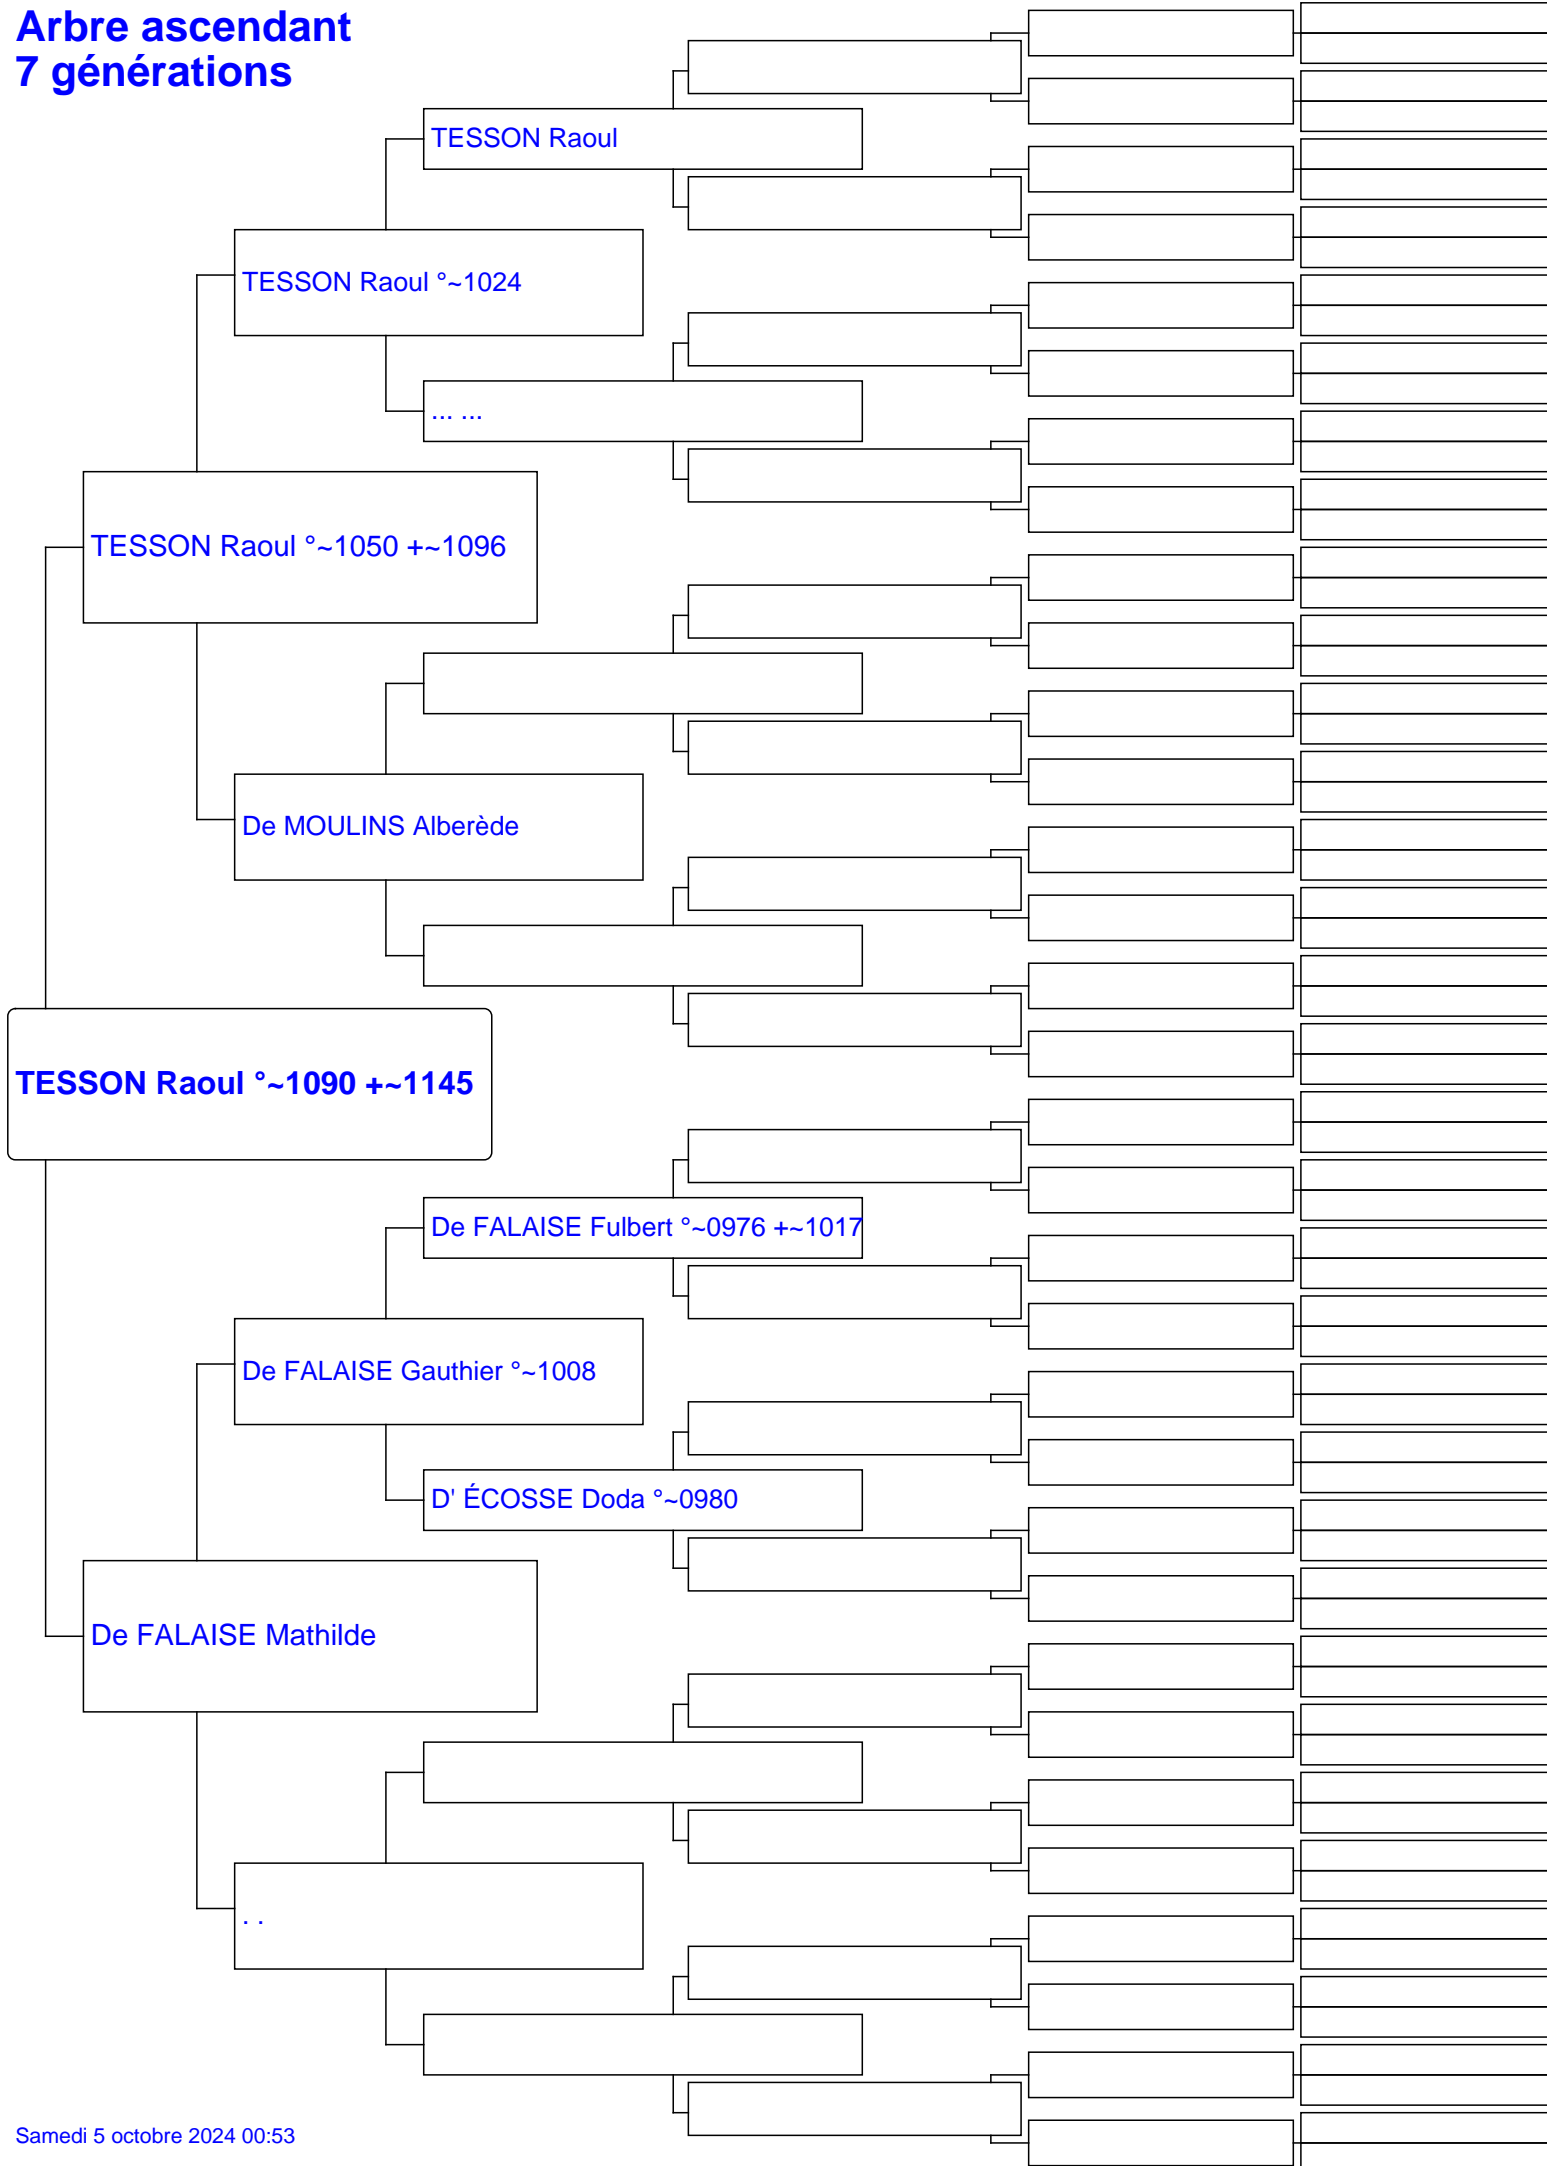 Arbre ascendant
7 générations
TESSON Raoul
TESSON Raoul °~1024
... ...
TESSON Raoul °~1050 +~1096
De MOULINS Alberède
TESSON Raoul °~1090 +~1145
De FALAISE Fulbert °~0976 +~1017
De FALAISE Gauthier °~1008
D' ÉCOSSE Doda °~0980
De FALAISE Mathilde
. .
Samedi 5 octobre 2024 00:53